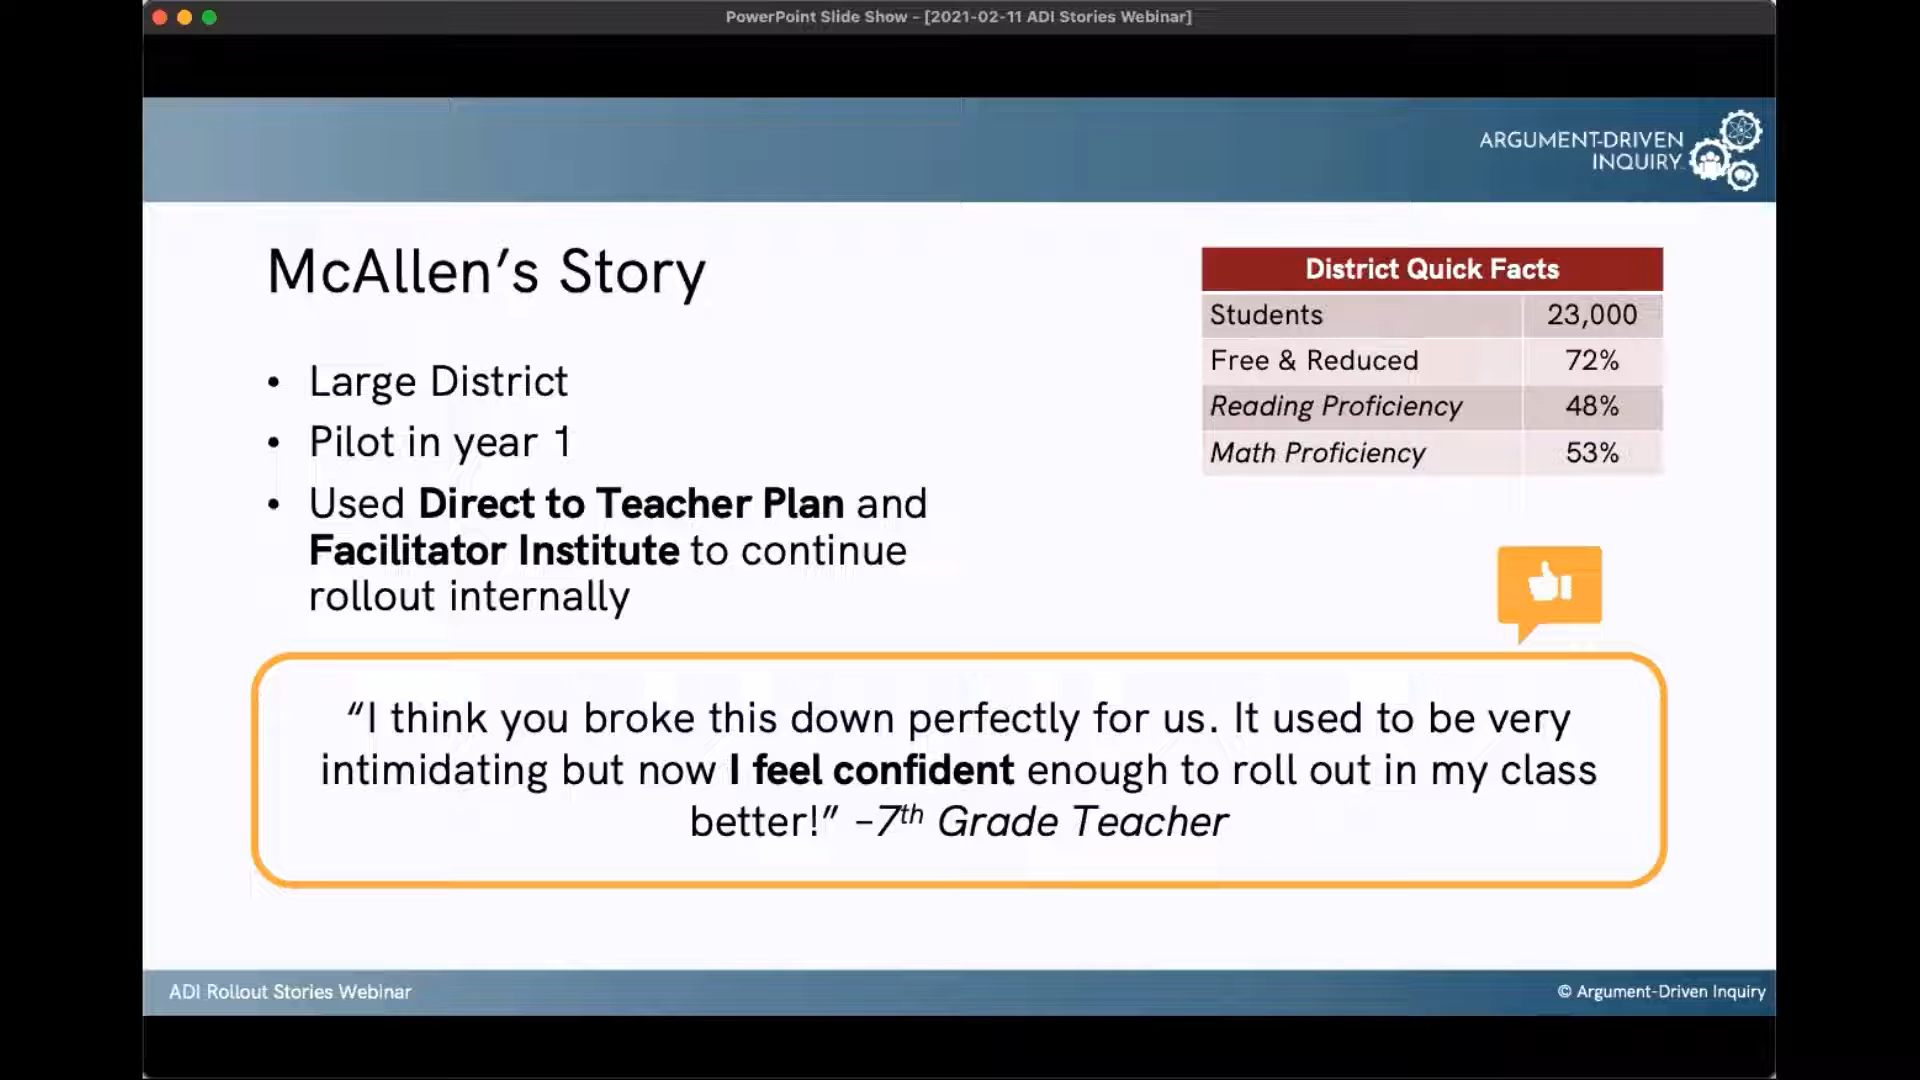 PowerPoint Slide Show - [2021-02-11 ADI Stories Webinar]
ARGUMENT-DRIVEN
INQUIRY
McAllen’s Story
• Large District
• Pilot in year 1
• Used Direct to Teacher Plan and
Facilitator Institute to continue
rollout internally
District Quick Facts
Students 23,000
Free & Reduced 72%
Reading Proficiency 48%
Math Proficiency 53%
“I think you broke this down perfectly for us. It used to be very
intimidating but now I feel confident enough to roll out in my class
better!” –7th Grade Teacher
ADI Rollout Stories Webinar
© Argument-Driven Inquiry